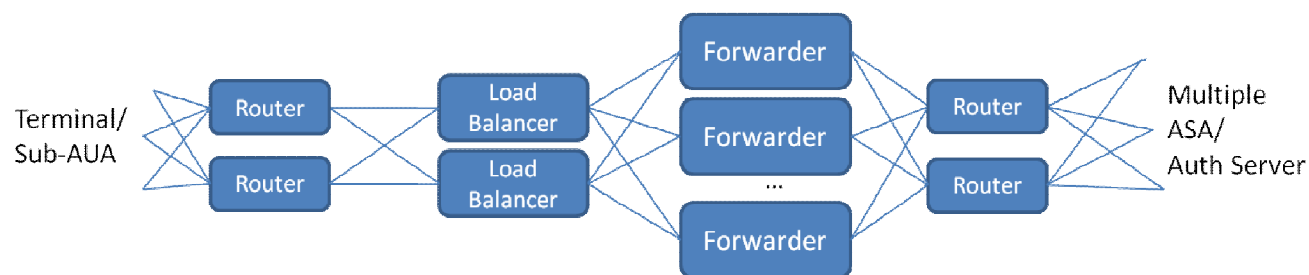 Terminal/
Sub-AUA
Router
Router
Load
Balancer
Load
Balancer
Forwarder
Forwarder
...
Forwarder
Router
Router
Multiple
ASA/
Auth Server